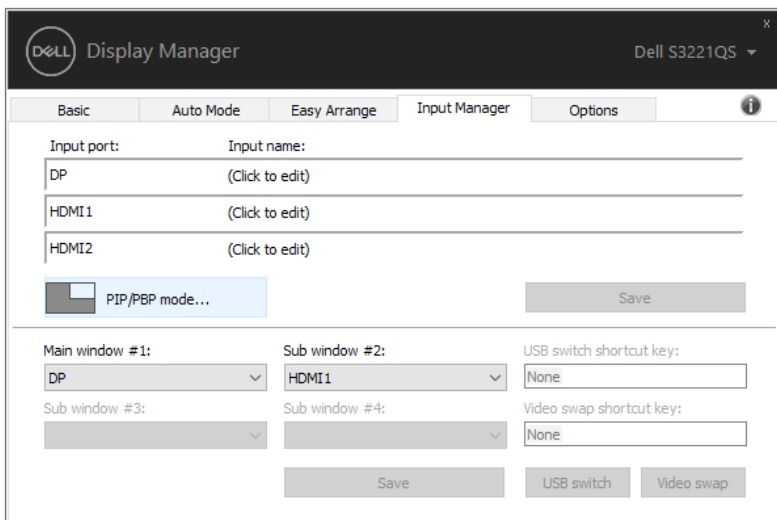 x
DELL Display Manager Dell S3221QS
Basic Auto Mode Easy Arrange Input Manager Options i
Input port: Input name:
DP (Click to edit)
HDMI1 (Click to edit)
HDMI2 (Click to edit)
PIP/PBP mode... Save
Main window #1: Sub window #2: USB switch shortcut key:
DP HDMI1 None
Sub window #3: Sub window #4: Video swap shortcut key:
None
Save USB switch Video swap